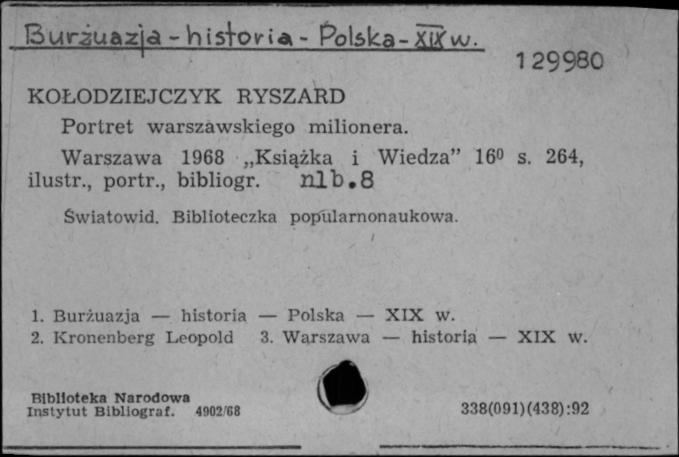 Burżuazja - historia - Polska - XIX w.
129980
KOŁODZIEJCZYK RYSZARD
Portret warszawskiego milionera.
Warszawa 1968 „Książka i Wiedza” 16⁰ s. 264,
ilustr., portr., bibliogr. nlb.8
Światowid. Biblioteczka popularnonaukowa.
1. Burżuazja — historia — Polska — XIX w.
2. Kronenberg Leopold 3. Warszawa — historia — XIX w.
Biblioteka Narodowa
Instytut Bibliograf. 4902/68 338(091)(438):92